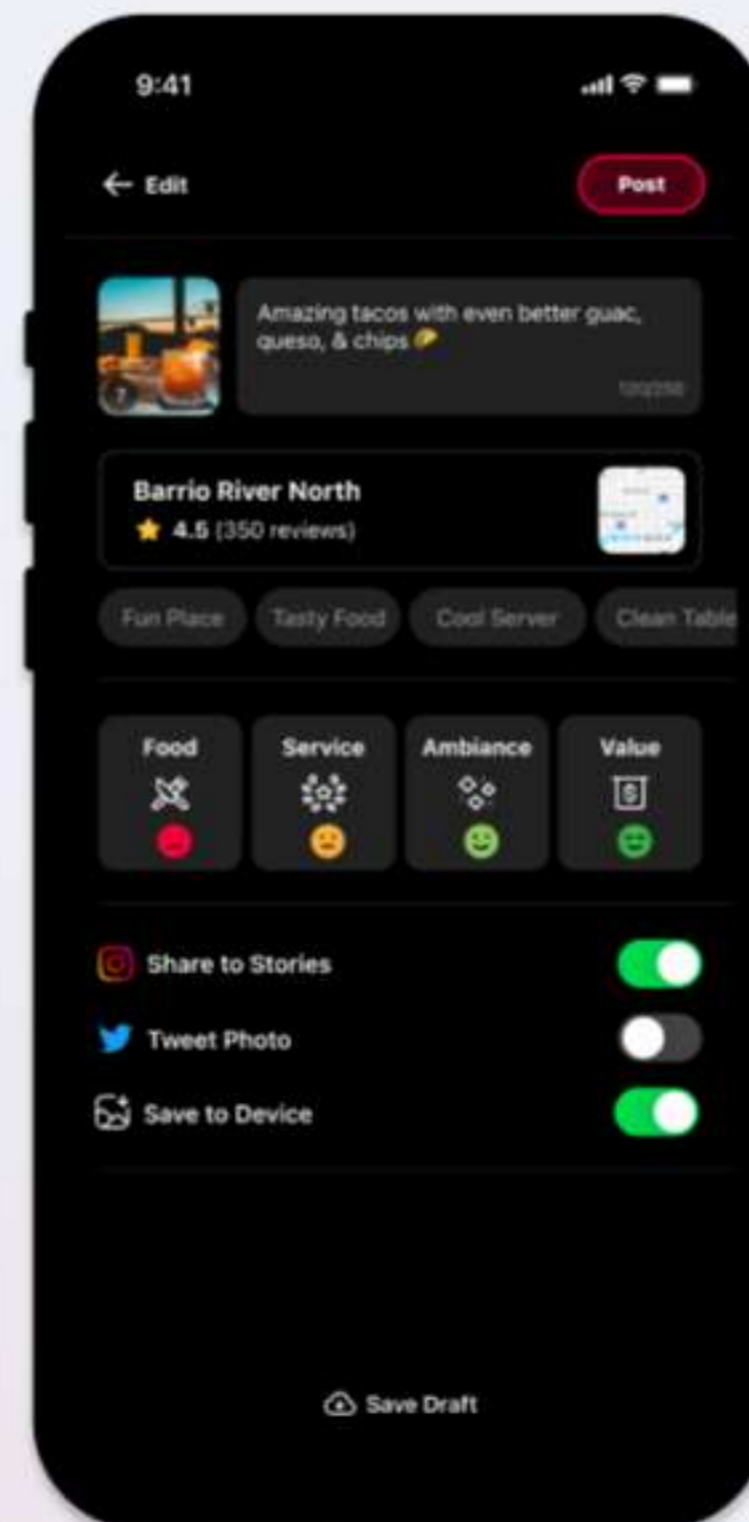 9:41
← Edit
Post
Amazing tacos with even better guac,
queso, & chips 🌮
Barrio River North
⭐ 4.5 (350 reviews)
Fun Place
Tasty Food
Cool Server
Clean Table
Food
Service
Ambiance
Value
Share to Stories
Tweet Photo
Save to Device
Save Draft